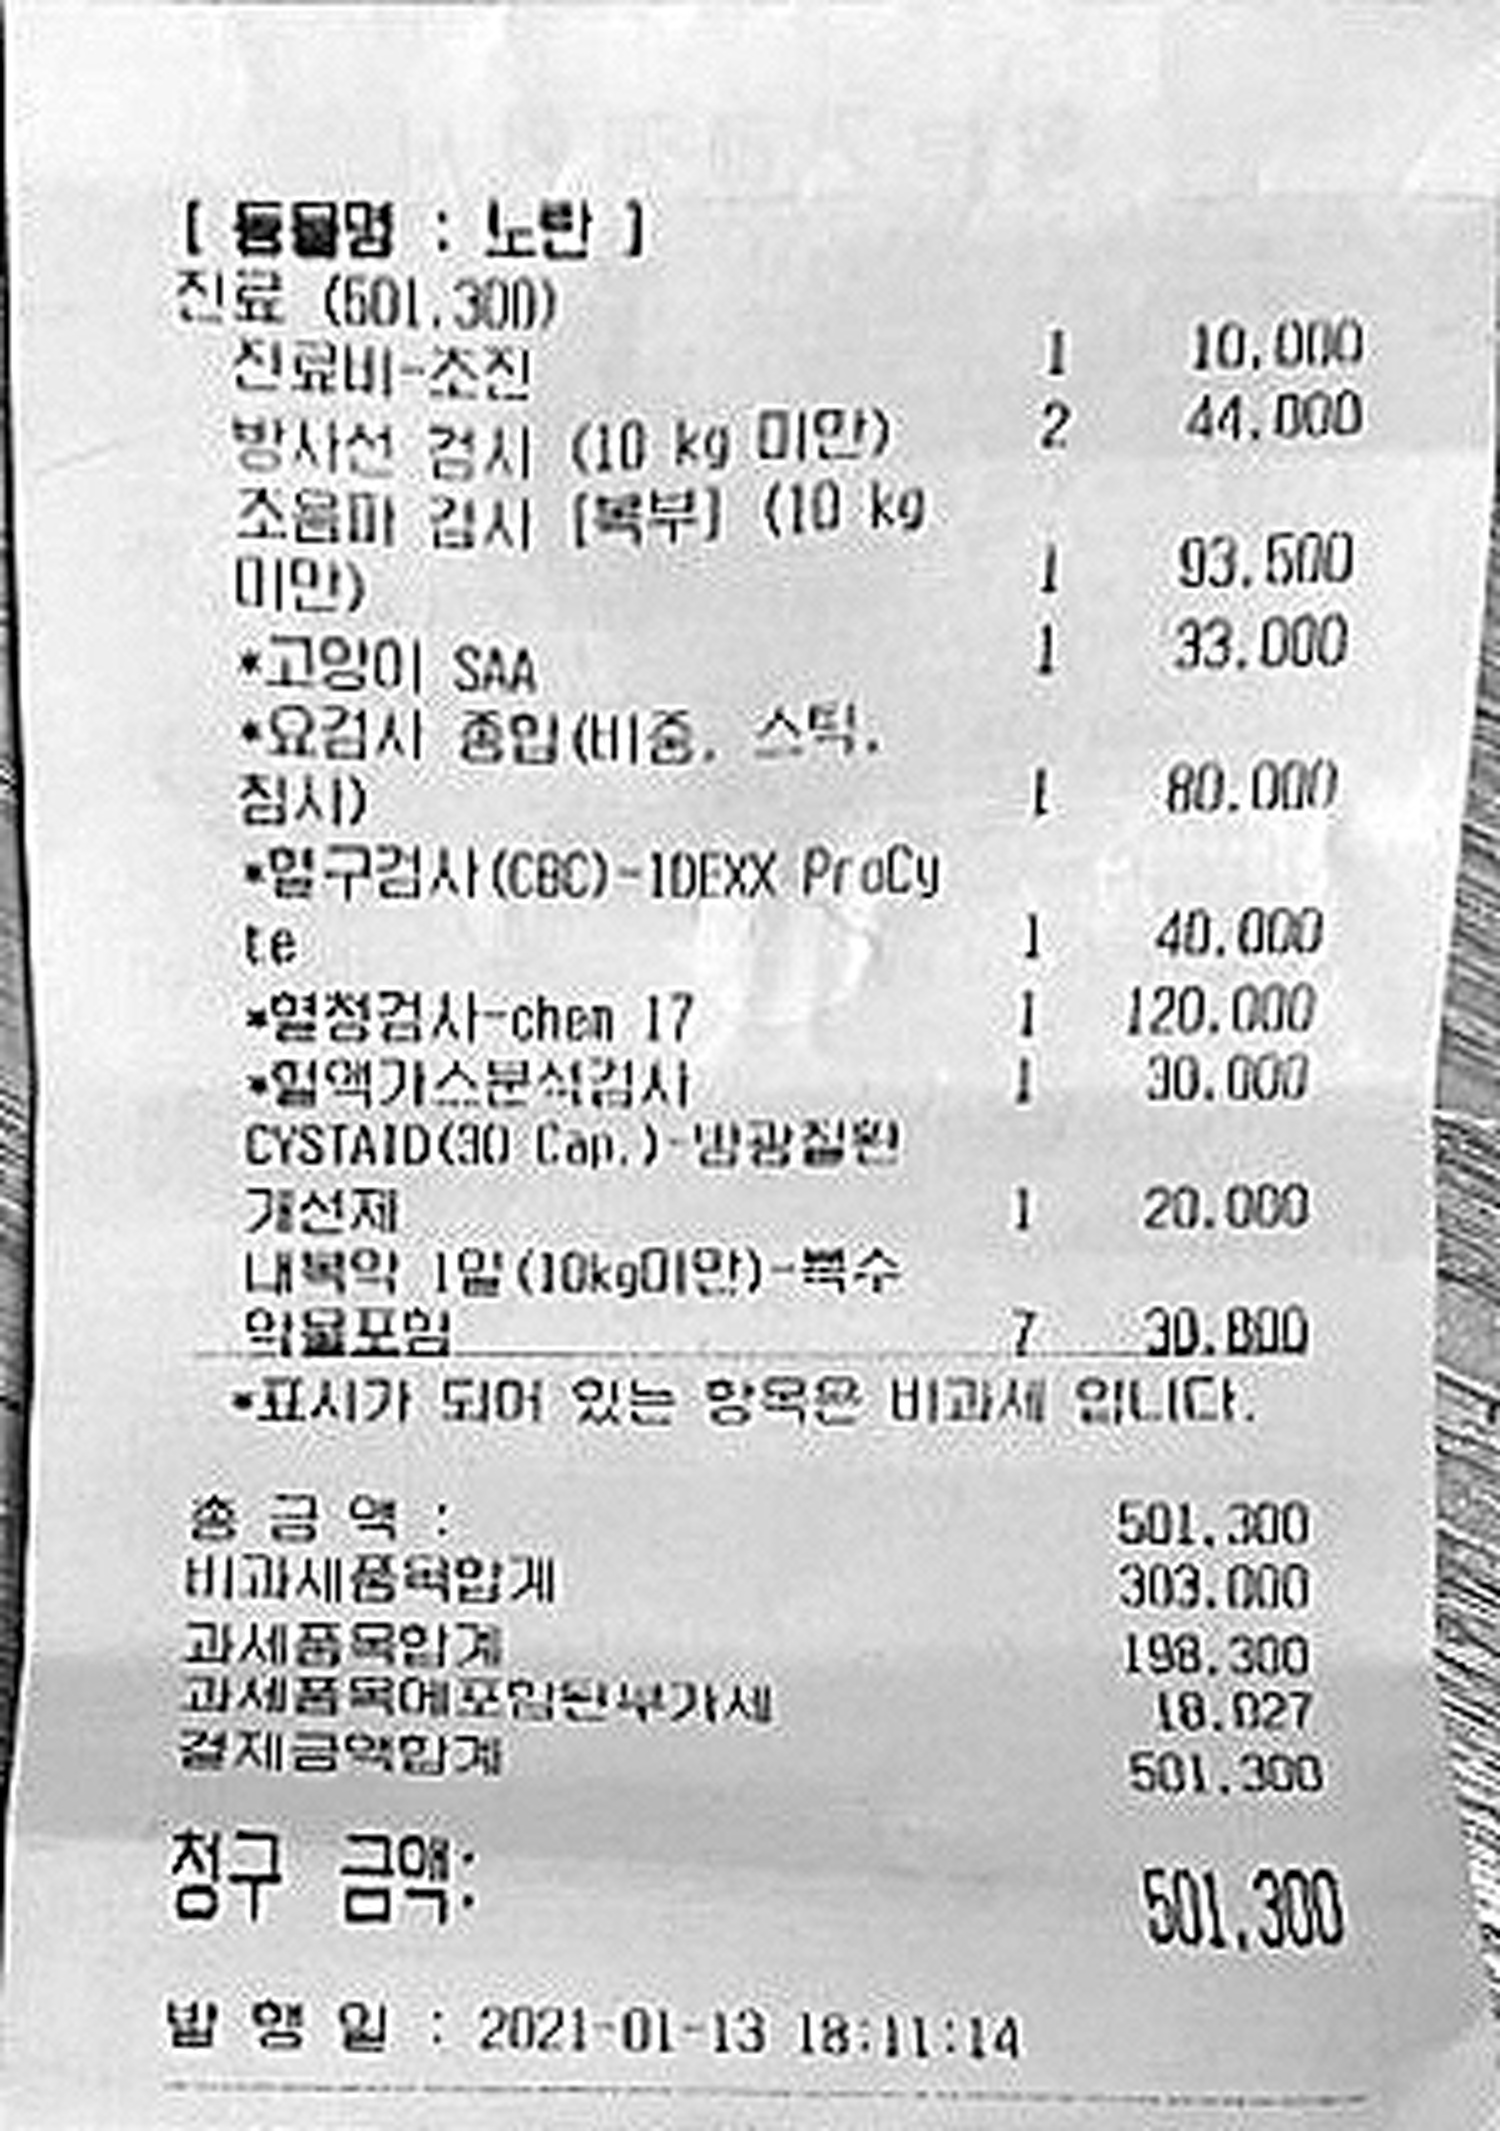 [ 동물명 : 노반 ]
진료 (501,300)
진료비-초진 1 10,000
방사선 검사 (10 kg 미만) 2 44,000
초음파 검사 [복부] (10 kg
미만) 1 93,500
*고양이 SAA 1 33,000
*요검사 종합(비중, 스틱,
침사) 1 80,000
*혈구검사(CBC)-IDEXX ProCy
te 1 40,000
*혈청검사-chem 17 1 120,000
*혈액가스분석검사 1 30,000
CYSTAID(30 Cap.)-방광질환
개선제 1 20,000
내복약 1일(10kg미만)-특수
약물포함 7 30,800
*표시가 되어 있는 항목은 비과세 입니다.
총 금 액 : 501,300
비과세품목합계 303,000
과세품목합계 198,300
과세품목에포함된부가세 18,027
결제금액합계 501,300
청구 금액: 501,300
발 행 일 : 2021-01-13 18:11:14